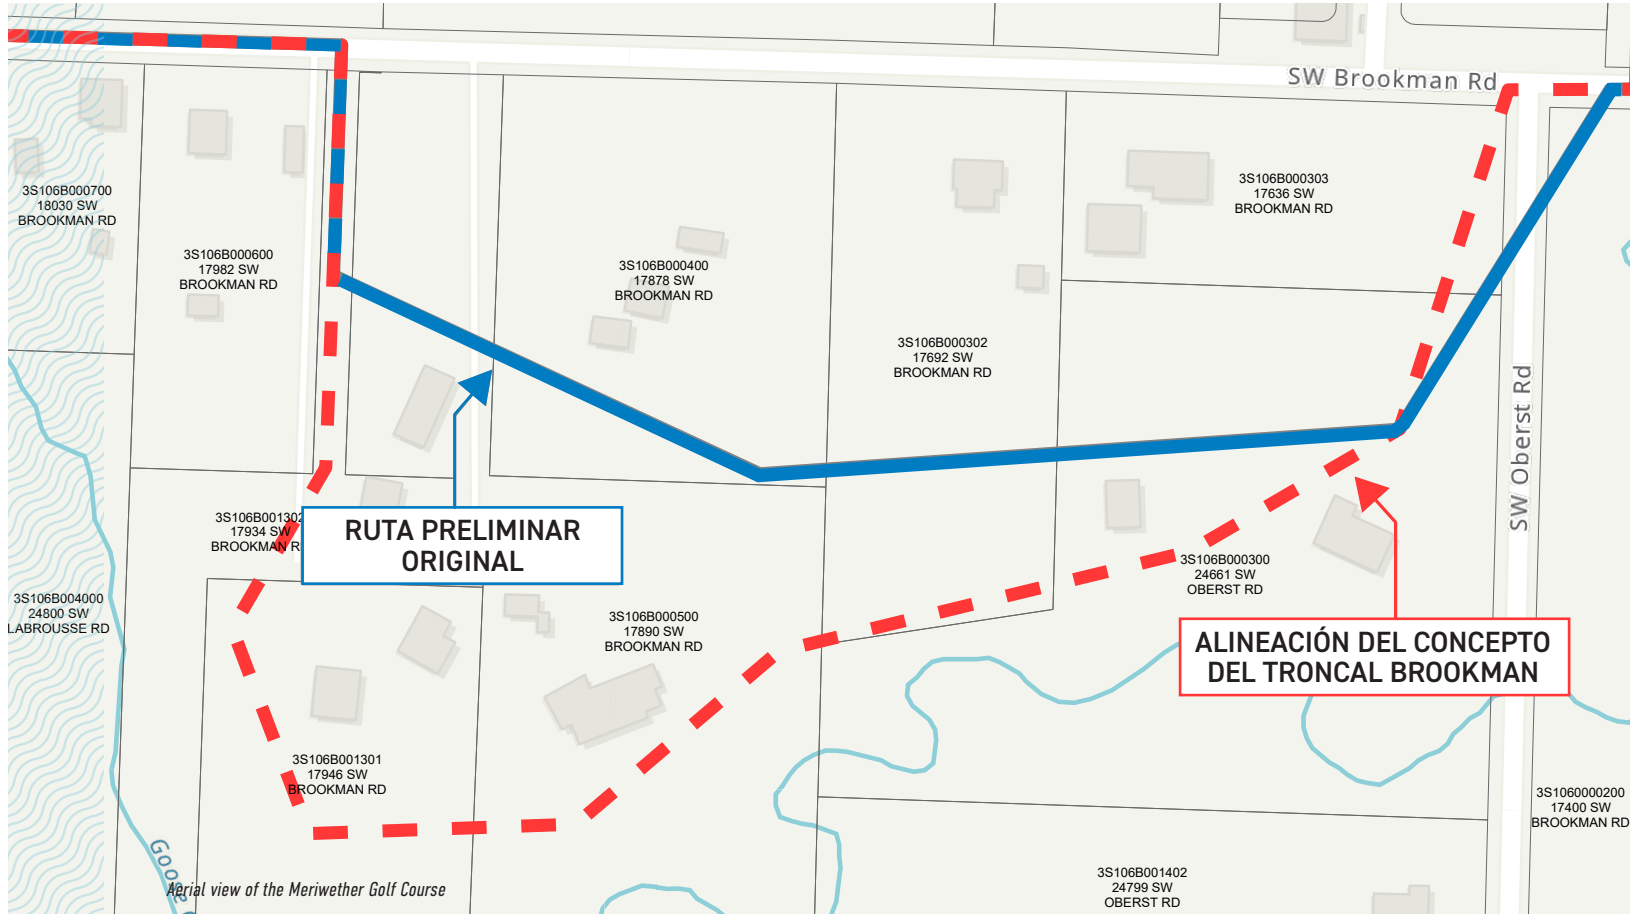 SW Brookman Rd
3S106B000700
18030 SW
BROOKMAN RD
3S106B000600
17982 SW
BROOKMAN RD
3S106B000400
17878 SW
BROOKMAN RD
3S106B000303
17636 SW
BROOKMAN RD
3S106B000302
17692 SW
BROOKMAN RD
SW Oberst Rd
3S106B001302
17934 SW
BROOKMAN R
RUTA PRELIMINAR
ORIGINAL
3S106B000300
24661 SW
OBERST RD
3S106B004000
24800 SW
LABROUSSE RD
3S106B000500
17890 SW
BROOKMAN RD
ALINEACIÓN DEL CONCEPTO
DEL TRONCAL BROOKMAN
3S106B001301
17946 SW
BROOKMAN RD
3S1060000200
17400 SW
BROOKMAN RD
Goose
Aerial view of the Meriwether Golf Course
3S106B001402
24799 SW
OBERST RD